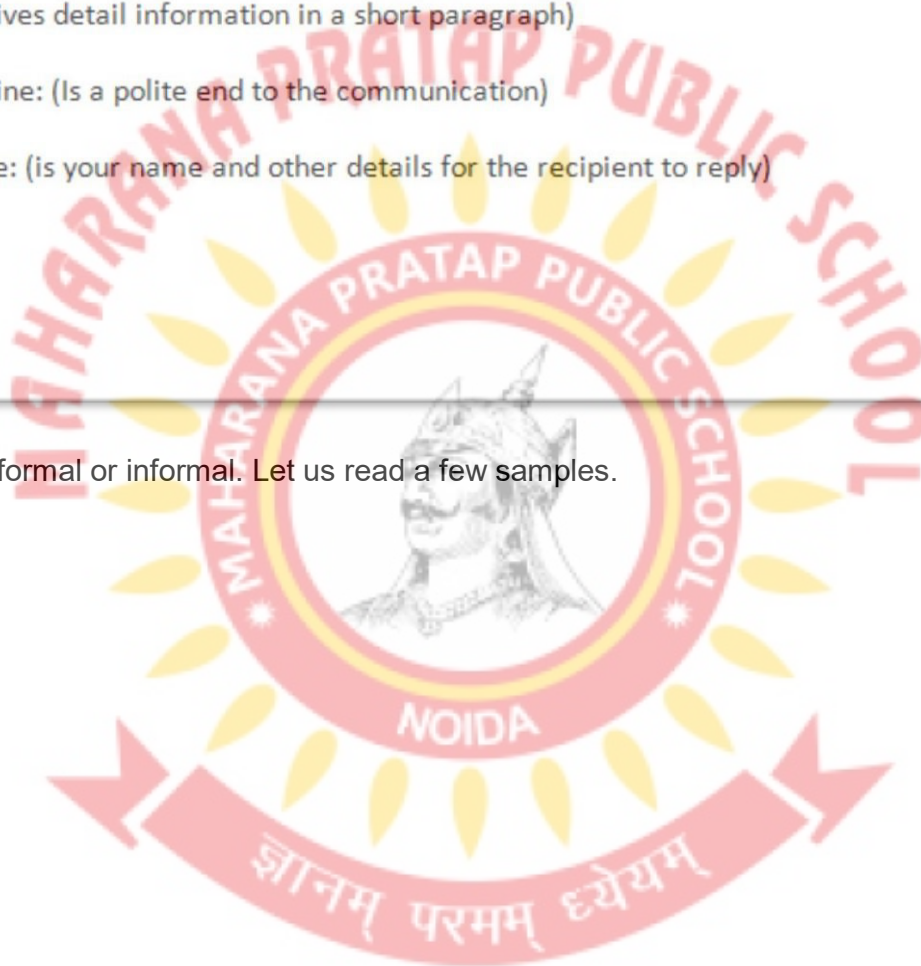 ives detail information in a short paragraph)
ine: (Is a polite end to the communication)
e: (is your name and other details for the recipient to reply)
MAHARANA PRATAP PUBLIC SCHOOL
MAHARANA PRATAP PUBLIC SCHOOL
formal or informal. Let us read a few samples.
NOIDA
ज्ञानम् परमम् ध्येयम्